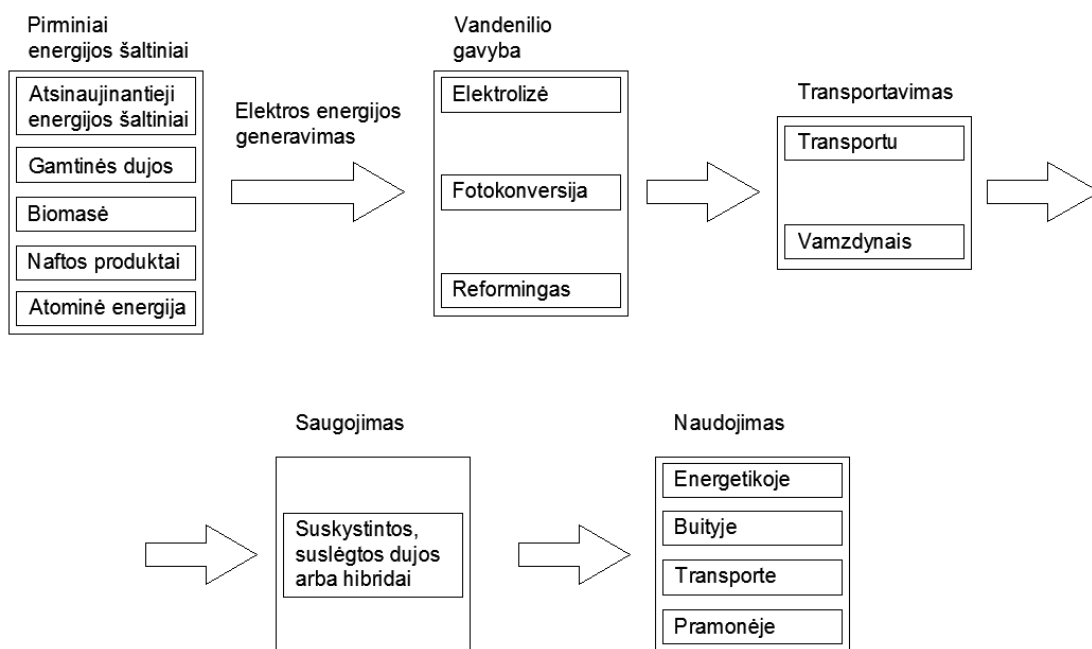 Pirminiai
energijos šaltiniai
Atsinaujinantieji
energijos šaltiniai
Gamtinės dujos
Biomasė
Naftos produktai
Atominė energija
Elektros energijos
generavimas
Vandenilio
gavyba
Elektrolizė
Fotokonversija
Reformingas
Transportavimas
Transportu
Vamzdynais
Saugojimas
Suskystintos,
suslėgtos dujos
arba hibridai
Naudojimas
Energetikoje
Buityje
Transporte
Pramonėje